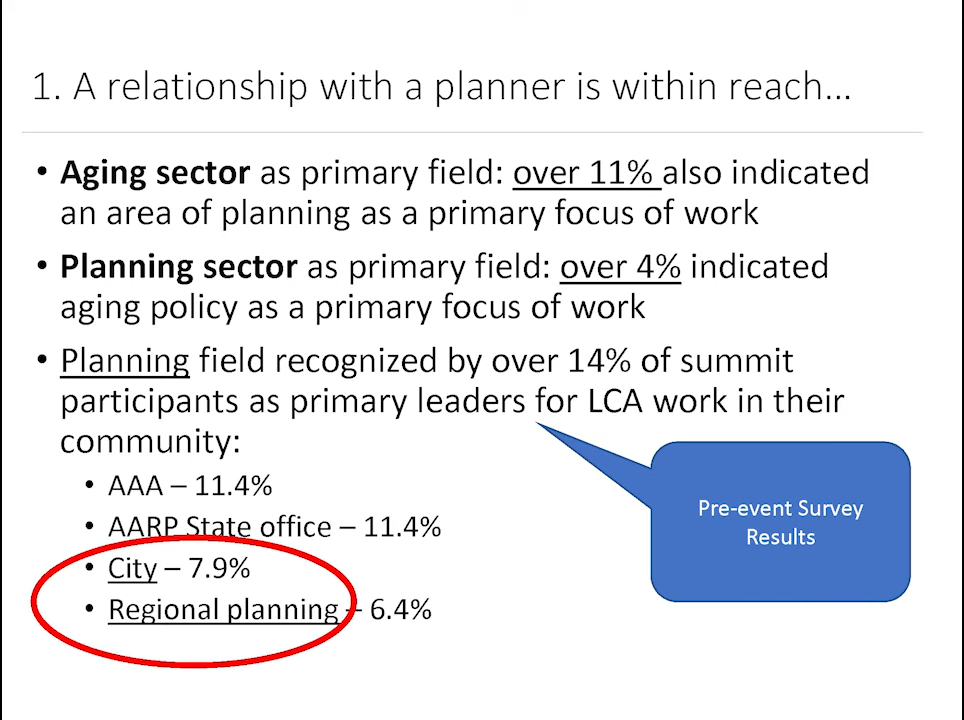 1. A relationship with a planner is within reach…
• Aging sector as primary field: over 11% also indicated
an area of planning as a primary focus of work
• Planning sector as primary field: over 4% indicated
aging policy as a primary focus of work
• Planning field recognized by over 14% of summit
participants as primary leaders for LCA work in their
community:
• AAA – 11.4%
• AARP State office – 11.4%
• City – 7.9%
• Regional planning – 6.4%
Pre-event Survey
Results